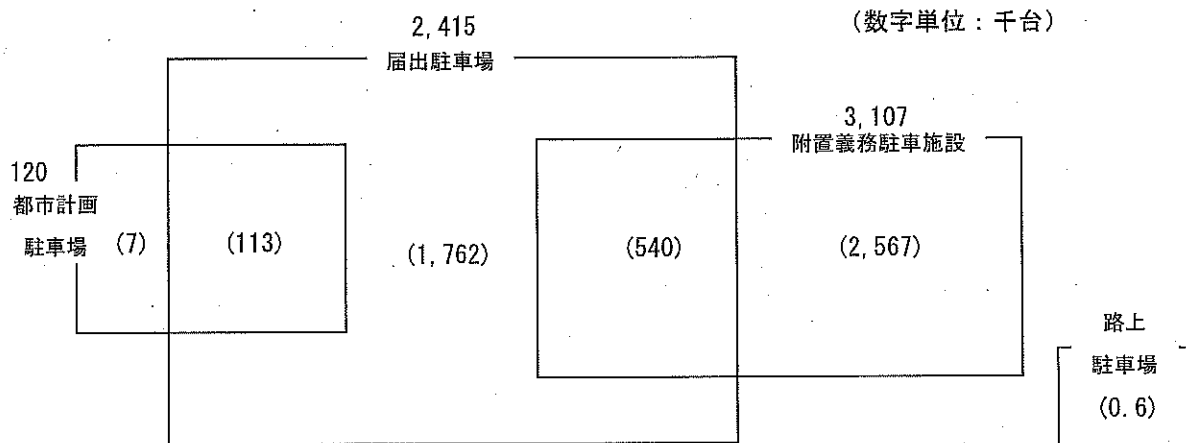 (数字単位：千台)
2,415
届出駐車場
3,107
附置義務駐車施設
120
都市計画
駐車場 (7) (113) (1,762) (540) (2,567)
路上
駐車場
(0.6)